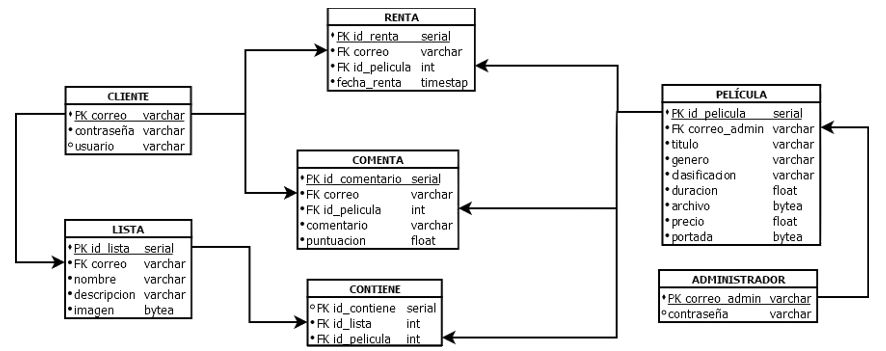 RENTA
PK id_renta serial
FK correo varchar
FK id_pelicula int
fecha_renta timestap
CLIENTE
PK correo varchar
contraseña varchar
usuario varchar
PELÍCULA
PK id_pelicula serial
FK correo_admin varchar
titulo varchar
genero varchar
clasificacion varchar
duracion float
archivo bytea
precio float
portada bytea
COMENTA
PK id_comentario serial
FK correo varchar
FK id_pelicula int
comentario varchar
puntuacion float
LISTA
PK id_lista serial
FK correo varchar
nombre varchar
descripcion varchar
imagen bytea
CONTIENE
FK id_contiene serial
FK id_lista int
FK id_pelicula int
ADMINISTRADOR
PK correo_admin varchar
contraseña varchar